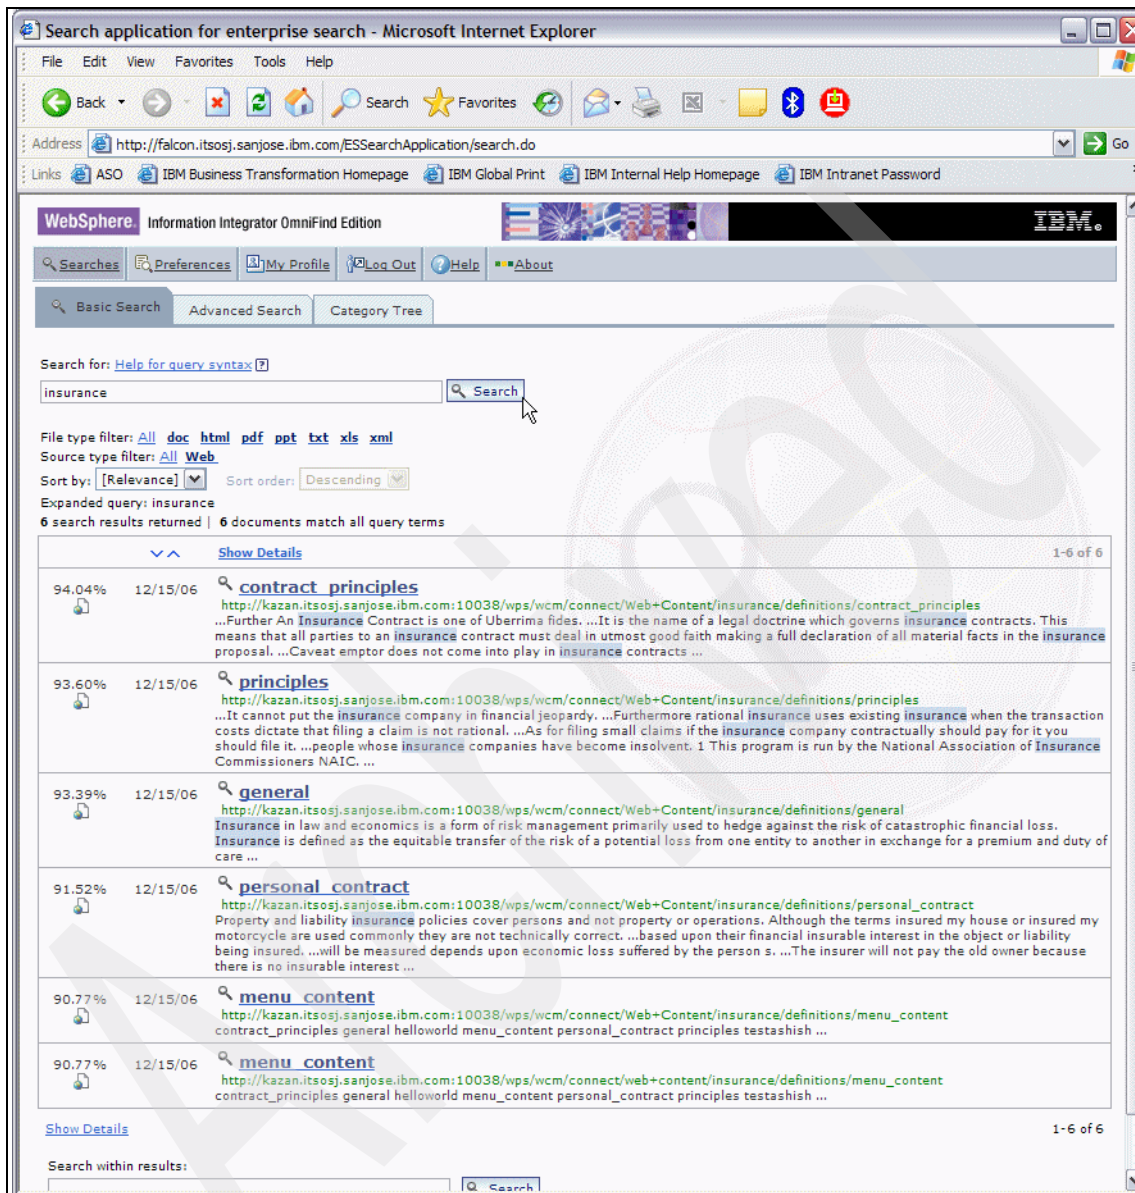 Search application for enterprise search - Microsoft Internet Explorer
File Edit View Favorites Tools Help
Back Search Favorites
Address http://falcon.itsosj.sanjose.ibm.com/ESSearchApplication/search.do Go
Links ASO IBM Business Transformation Homepage IBM Global Print IBM Internal Help Homepage IBM Intranet Password
WebSphere. Information Integrator OmniFind Edition IBM.
Searches Preferences My Profile Log Out Help About
Basic Search Advanced Search Category Tree
Search for: Help for query syntax ?
insurance Search
File type filter: All doc html pdf ppt txt xls xml
Source type filter: All Web
Sort by: [Relevance] Sort order: Descending
Expanded query: insurance
6 search results returned | 6 documents match all query terms
Show Details 1-6 of 6
94.04% 12/15/06 contract_principles
http://kazan.itsosj.sanjose.ibm.com:10038/wps/wcm/connect/Web+Content/insurance/definitions/contract_principles
...Further An Insurance Contract is one of Uberrima fides. ...It is the name of a legal doctrine which governs insurance contracts. This
means that all parties to an insurance contract must deal in utmost good faith making a full declaration of all material facts in the insurance
proposal. ...Caveat emptor does not come into play in insurance contracts ...
93.60% 12/15/06 principles
http://kazan.itsosj.sanjose.ibm.com:10038/wps/wcm/connect/Web+Content/insurance/definitions/principles
...It cannot put the insurance company in financial jeopardy. ...Furthermore rational insurance uses existing insurance when the transaction
costs dictate that filing a claim is not rational. ...As for filing small claims if the insurance company contractually should pay for it you
should file it. ...people whose insurance companies have become insolvent. 1 This program is run by the National Association of Insurance
Commissioners NAIC. ...
93.39% 12/15/06 general
http://kazan.itsosj.sanjose.ibm.com:10038/wps/wcm/connect/Web+Content/insurance/definitions/general
Insurance in law and economics is a form of risk management primarily used to hedge against the risk of catastrophic financial loss.
Insurance is defined as the equitable transfer of the risk of a potential loss from one entity to another in exchange for a premium and duty of
care ...
91.52% 12/15/06 personal_contract
http://kazan.itsosj.sanjose.ibm.com:10038/wps/wcm/connect/Web+Content/insurance/definitions/personal_contract
Property and liability insurance policies cover persons and not property or operations. Although the terms insured my house or insured my
motorcycle are used commonly they are not technically correct. ...based upon their financial insurable interest in the object or liability
being insured. ...will be measured depends upon economic loss suffered by the person s. ...The insurer will not pay the old owner because
there is no insurable interest ...
90.77% 12/15/06 menu_content
http://kazan.itsosj.sanjose.ibm.com:10038/wps/wcm/connect/Web+Content/insurance/definitions/menu_content
contract_principles general helloworld menu_content personal_contract principles testashish ...
90.77% 12/15/06 menu_content
http://kazan.itsosj.sanjose.ibm.com:10038/wps/wcm/connect/web+content/insurance/definitions/menu_content
contract_principles general helloworld menu_content personal_contract principles testashish ...
Show Details 1-6 of 6
Search within results:
Search
Archived